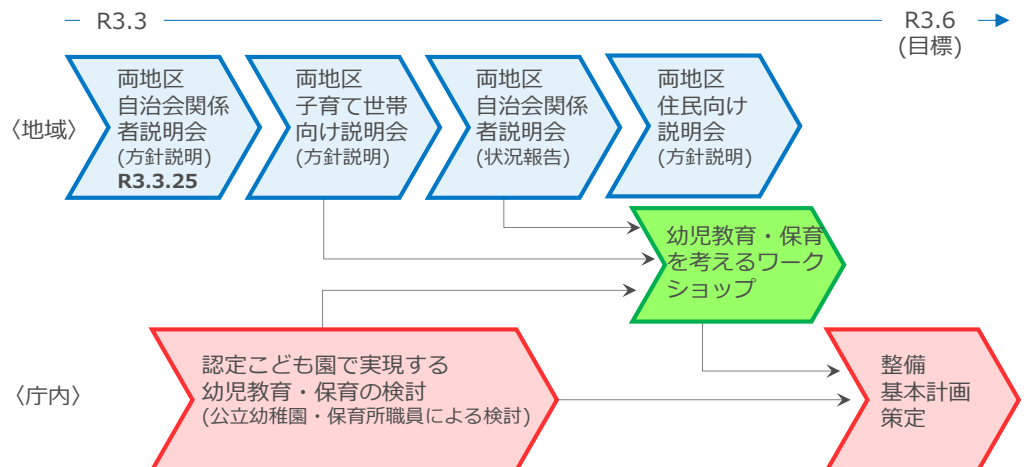 R3.3
R3.6
(目標)
〈地域〉
両地区
自治会関係
者説明会
(方針説明)
R3.3.25
両地区
子育て世帯
向け説明会
(方針説明)
両地区
自治会関係
者説明会
(状況報告)
両地区
住民向け
説明会
(方針説明)
幼児教育・保育
を考えるワーク
ショップ
〈庁内〉
認定こども園で実現する
幼児教育・保育の検討
(公立幼稚園・保育所職員による検討)
整備
基本計画
策定